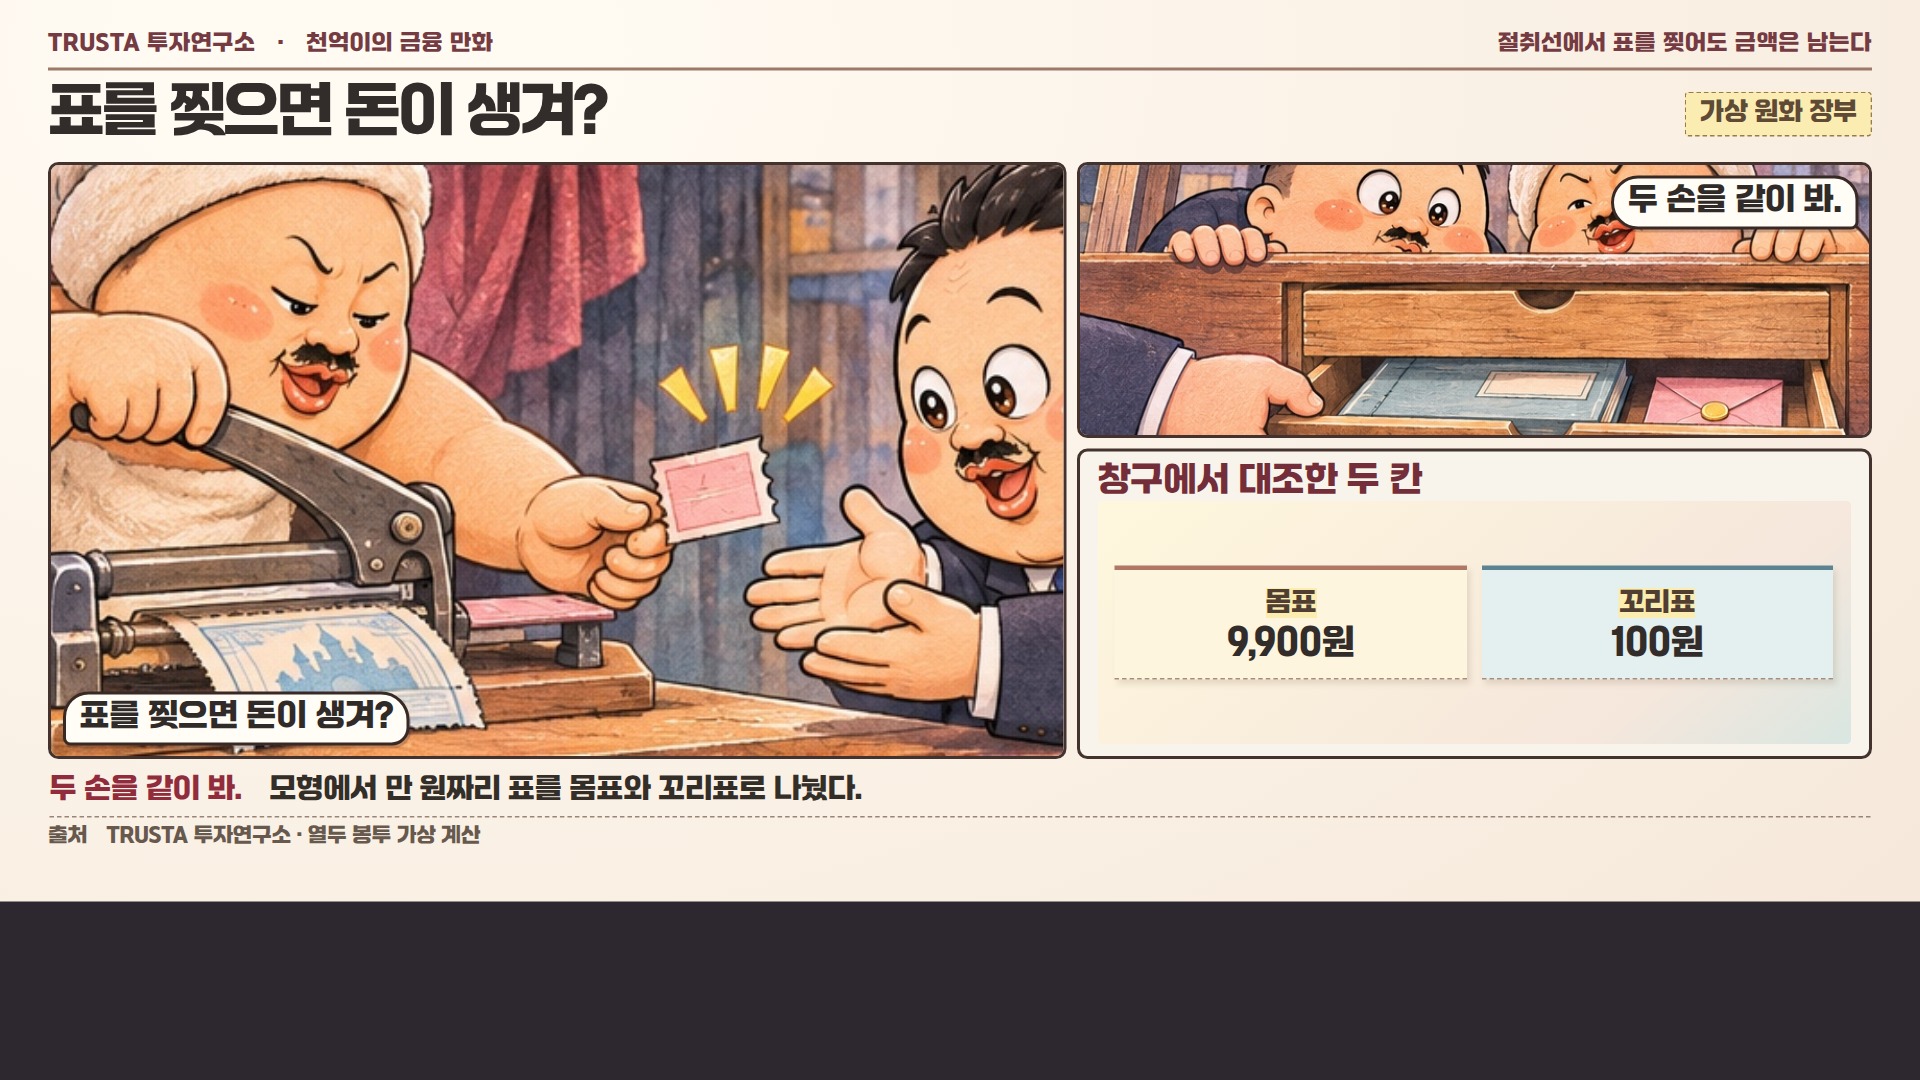 TRUSTA 투자연구소 · 천억이의 금융 만화
절취선에서 표를 찢어도 금액은 남는다
표를 찢으면 돈이 생겨?
가상 원화 장부
두 손을 같이 봐.
표를 찢으면 돈이 생겨?
창구에서 대조한 두 칸
몸표
9,900원
꼬리표
100원
두 손을 같이 봐. 모형에서 만 원짜리 표를 몸표와 꼬리표로 나눴다.
출처 TRUSTA 투자연구소 · 열두 봉투 가상 계산